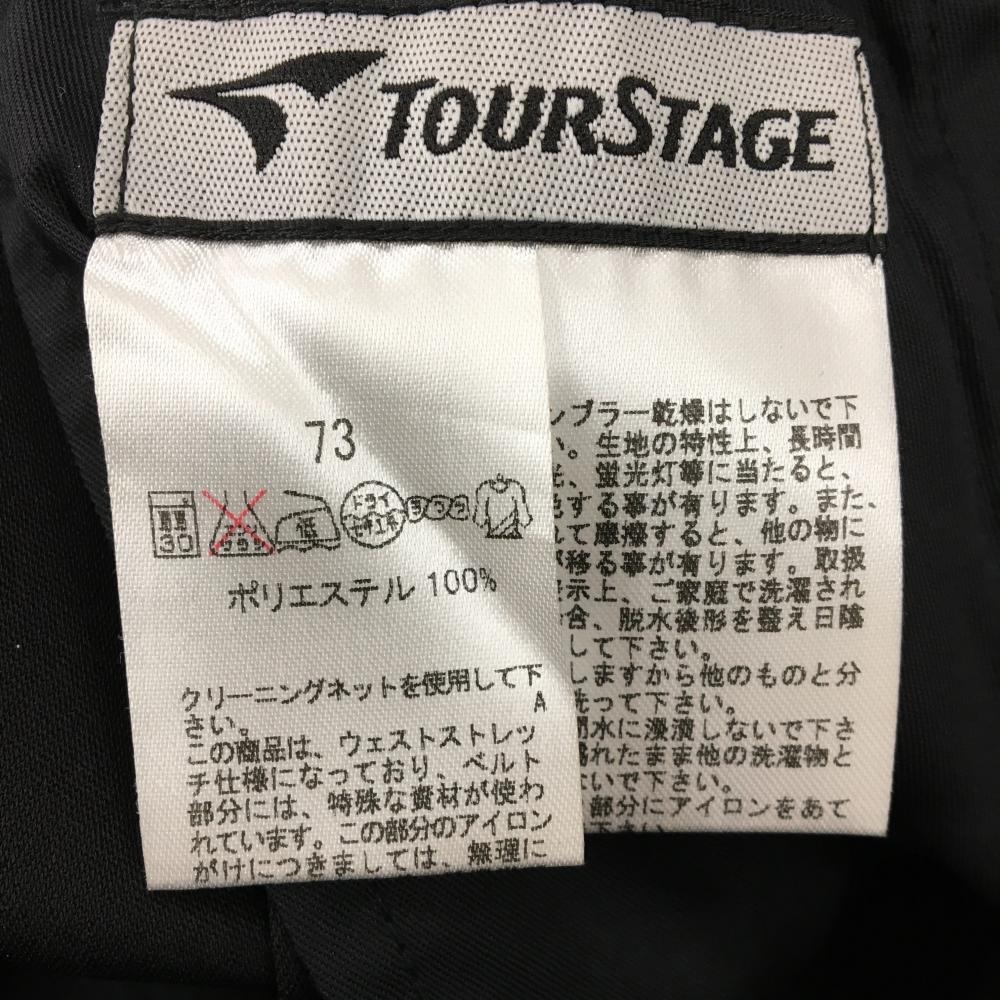 TOURSTAGE
73
30 低 ドライ
ポリエステル 100%
クリーニングネットを使用して下
A
さい。
この商品は、ウェストストレッ
チ仕様になっており、ベルト
部分には、特殊な資材が使わ
れています。この部分のアイロン
がけにつきましては、無理に
ンブラー乾燥はしないで下
い。生地の特性上、長時間
光、蛍光灯等に当たると、
する事が有ります。また、
て摩擦すると、他の物に
移る事が有ります。取扱
示上、ご家庭で洗濯され
合、脱水後形を整え日陰
して下さい。
しますから他のものと分
洗って下さい。
間水に浸漬しないで下さ
濡れたまま他の洗濯物と
ないで下さい。
部分にアイロンをあて
下さい。